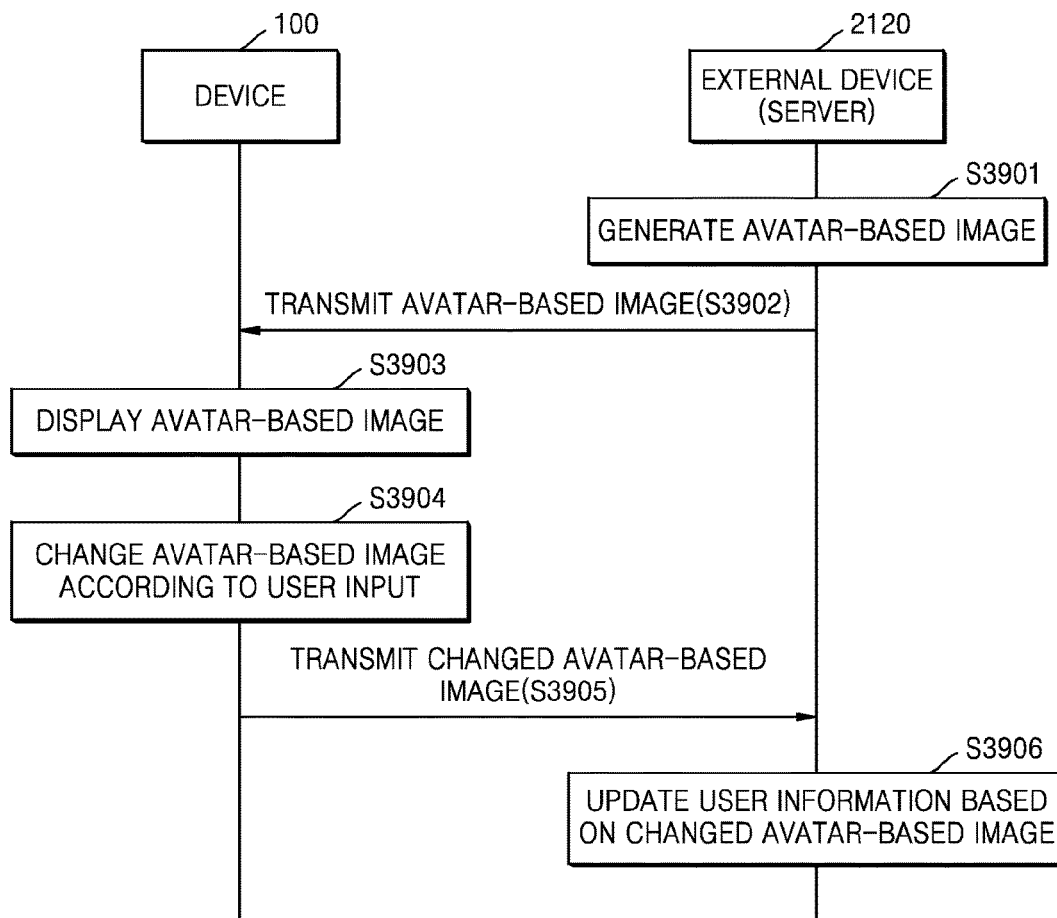 100
2120
DEVICE
EXTERNAL DEVICE
(SERVER)
S3901
GENERATE AVATAR-BASED IMAGE
TRANSMIT AVATAR-BASED IMAGE(S3902)
S3903
DISPLAY AVATAR-BASED IMAGE
S3904
CHANGE AVATAR-BASED IMAGE
ACCORDING TO USER INPUT
TRANSMIT CHANGED AVATAR-BASED
IMAGE(S3905)
S3906
UPDATE USER INFORMATION BASED
ON CHANGED AVATAR-BASED IMAGE